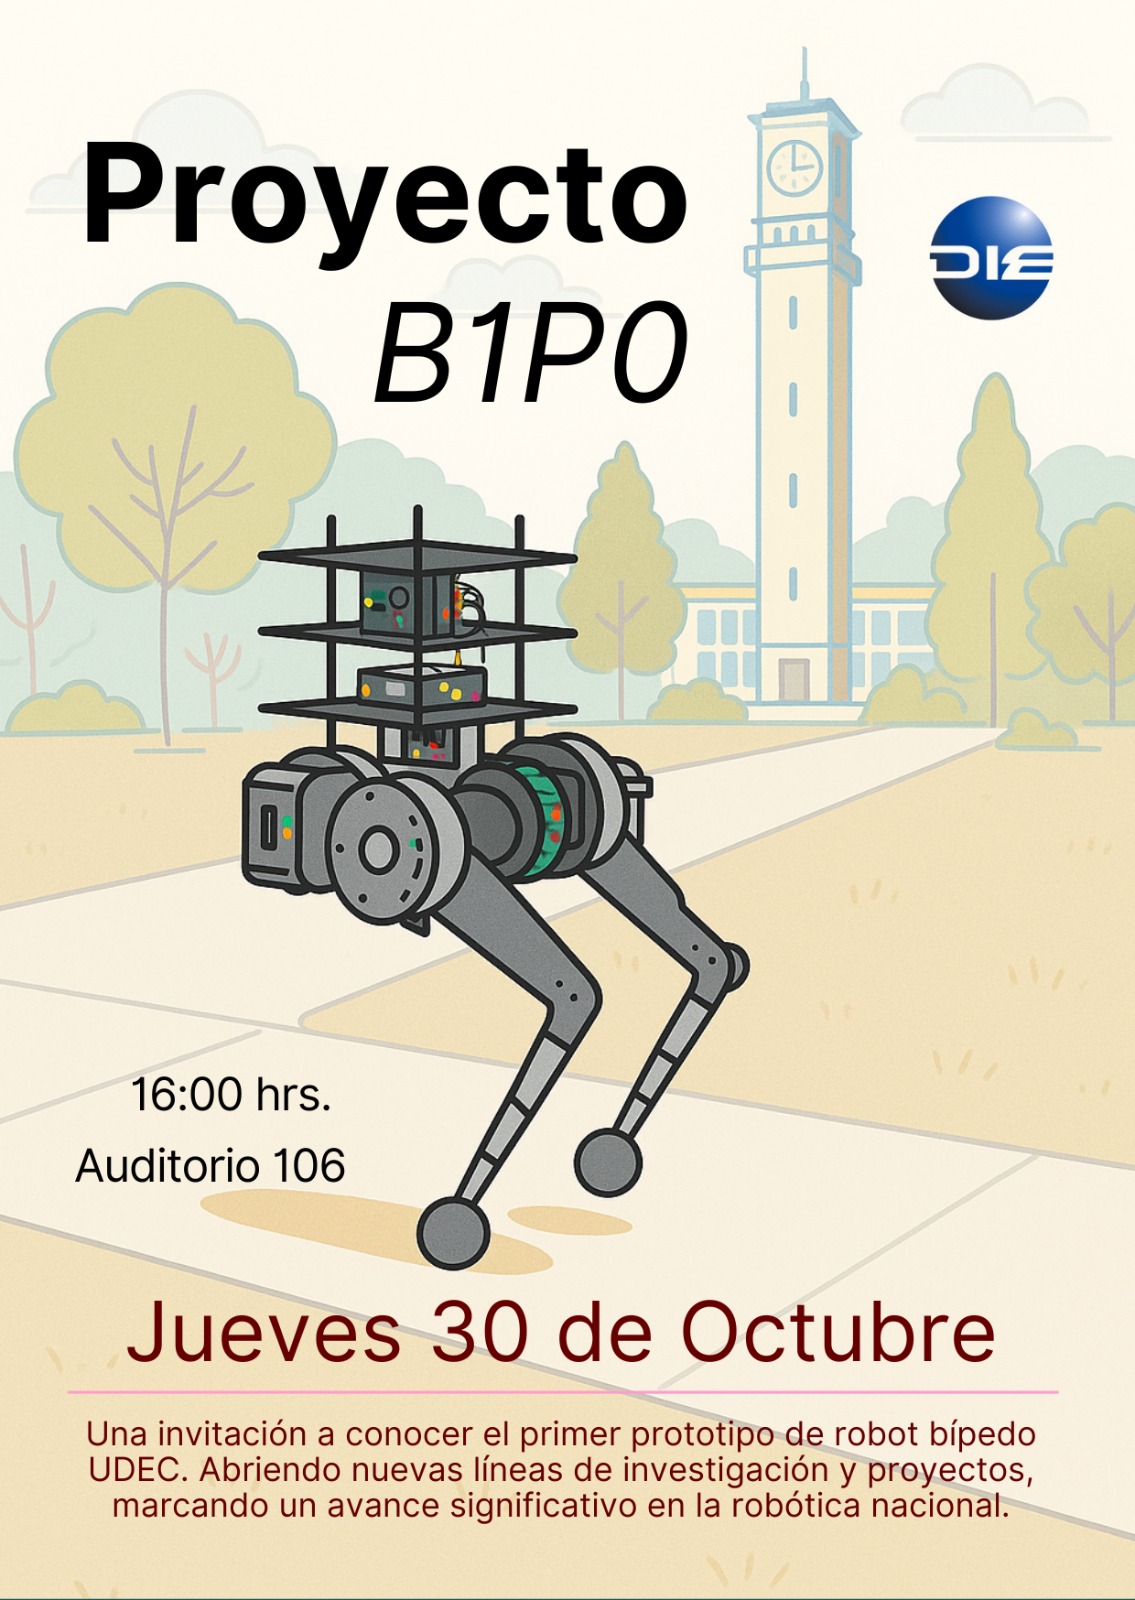 Proyecto
B1P0
DIE
16:00 hrs.
Auditorio 106
Jueves 30 de Octubre
Una invitación a conocer el primer prototipo de robot bípedo
UDEC. Abriendo nuevas líneas de investigación y proyectos,
marcando un avance significativo en la robótica nacional.